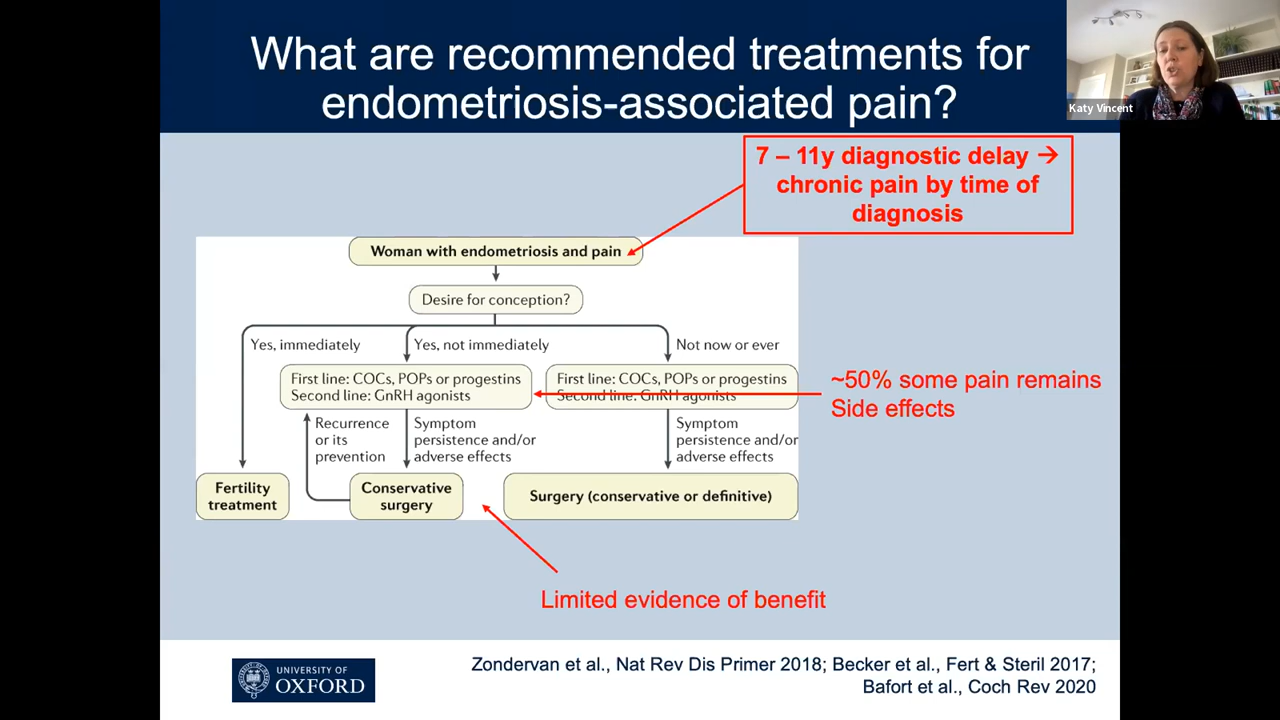 What are recommended treatments for
endometriosis-associated pain?
Katy Vincent
7 – 11y diagnostic delay →
chronic pain by time of
diagnosis
Woman with endometriosis and pain
Desire for conception?
Yes, immediately
Yes, not immediately
Not now or ever
First line: COCs, POPs or progestins
Second line: GnRH agonists
First line: COCs, POPs or progestins
Second line: GnRH agonists
~50% some pain remains
Side effects
Recurrence
or its
prevention
Symptom
persistence and/or
adverse effects
Symptom
persistence and/or
adverse effects
Fertility
treatment
Conservative
surgery
Surgery (conservative or definitive)
Limited evidence of benefit
UNIVERSITY OF
OXFORD
Zondervan et al., Nat Rev Dis Primer 2018; Becker et al., Fert & Steril 2017;
Bafort et al., Coch Rev 2020